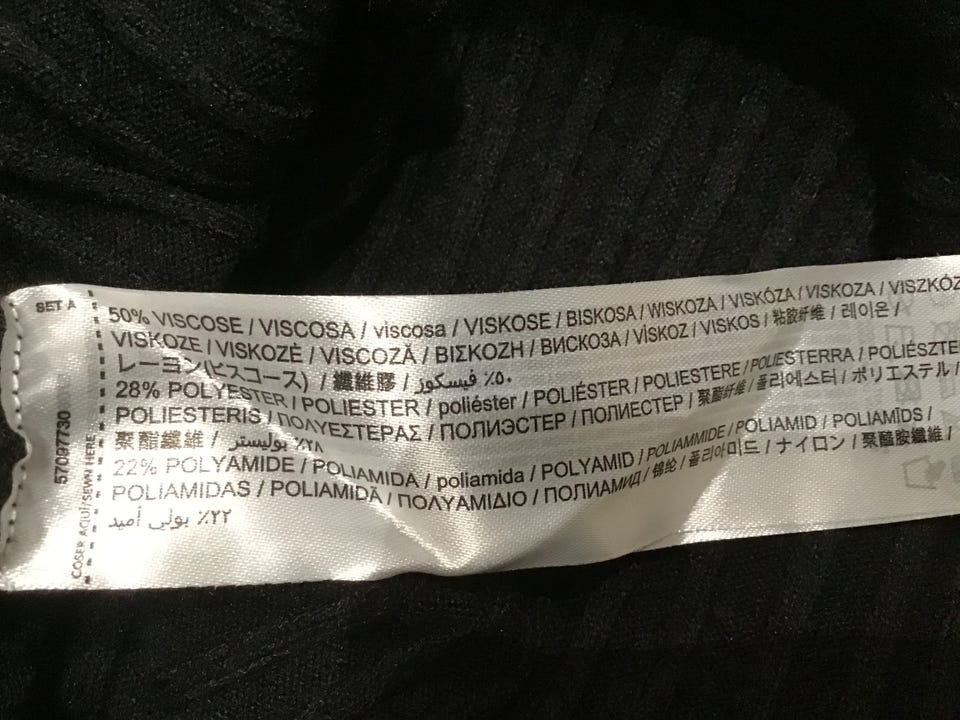 SET A
50% VISCOSE / VISCOSA / viscosa / VISKOSE / BISKOSA / WISKOZA / VISKÓZA / VISKOZA / VISZKÓZ
VISKOZE / VISKOZĖ / VISCOZĂ / ΒΙΣΚΟΖΗ / ВИСКОЗА / VİSKOZ / VISKOS / 粘胶纤维 / 레이온 /
レーヨン(ビスコース) / 纖維膠 / ٪٥٠ فيسكوز
28% POLYESTER / POLIESTER / poliéster / POLIÉSTER / POLIESTERE / POLIESTERRA / POLIÉSZTE
POLIESTERIS / ΠΟΛΥΕΣΤΕΡΑΣ / ПОЛИЭСТЕР / ПОЛИЕСТЕР / 聚酯纤维 / 폴리에스터 / ポリエステル /
聚酯纖維 / ٪٢٨ بوليستر
22% POLYAMIDE / POLIAMIDA / poliamida / POLYAMID / POLIAMMIDE / POLIAMID / POLIAMĪDS /
POLIAMIDAS / POLIAMIDĂ / ΠΟΛΥΑΜΙΔΙΟ / ПОЛИАМИД / 锦纶 / 폴리아미드 / ナイロン / 聚醯胺纖維 /
٪٢٢ بولي أميد
57097730
COSER AQUÍ/SEWN HERE